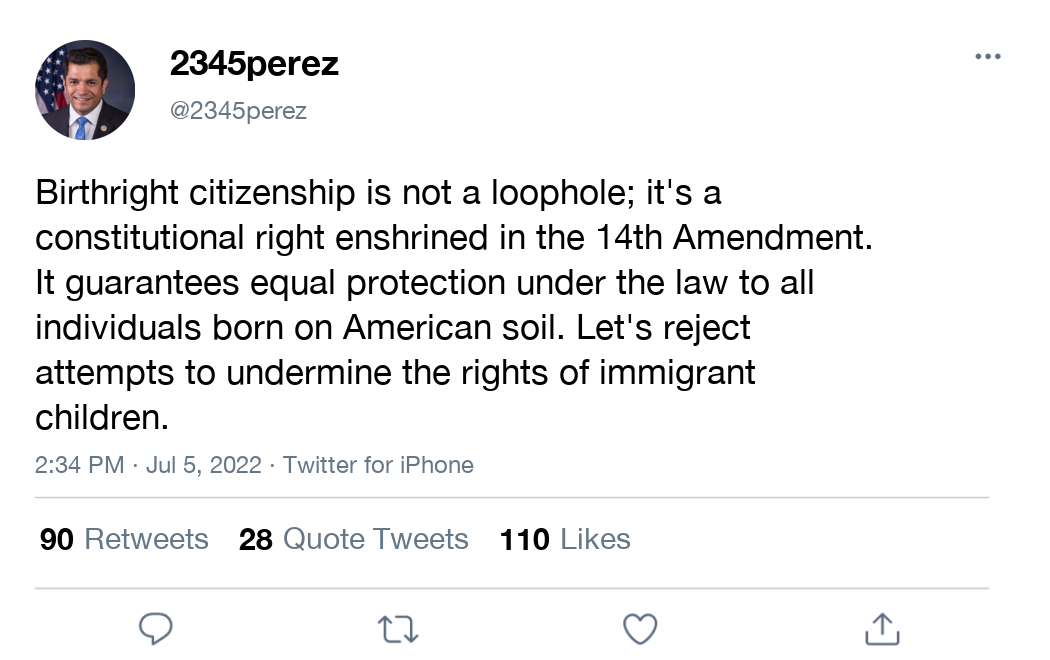 2345perez
@2345perez
Birthright citizenship is not a loophole; it's a
constitutional right enshrined in the 14th Amendment.
It guarantees equal protection under the law to all
individuals born on American soil. Let's reject
attempts to undermine the rights of immigrant
children.
2:34 PM · Jul 5, 2022 · Twitter for iPhone
90 Retweets 28 Quote Tweets 110 Likes